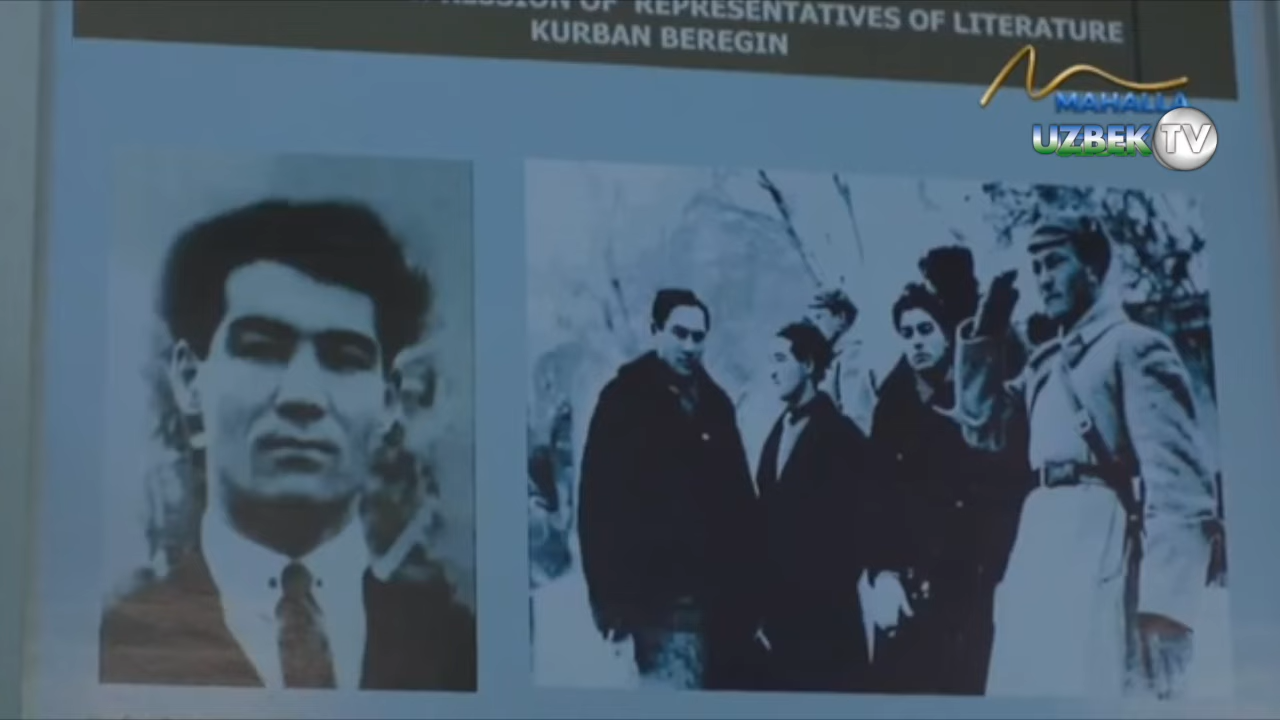 REPRESENTATIVES OF LITERATURE
KURBAN BEREGIN
MAHALLA
UZBEK TV